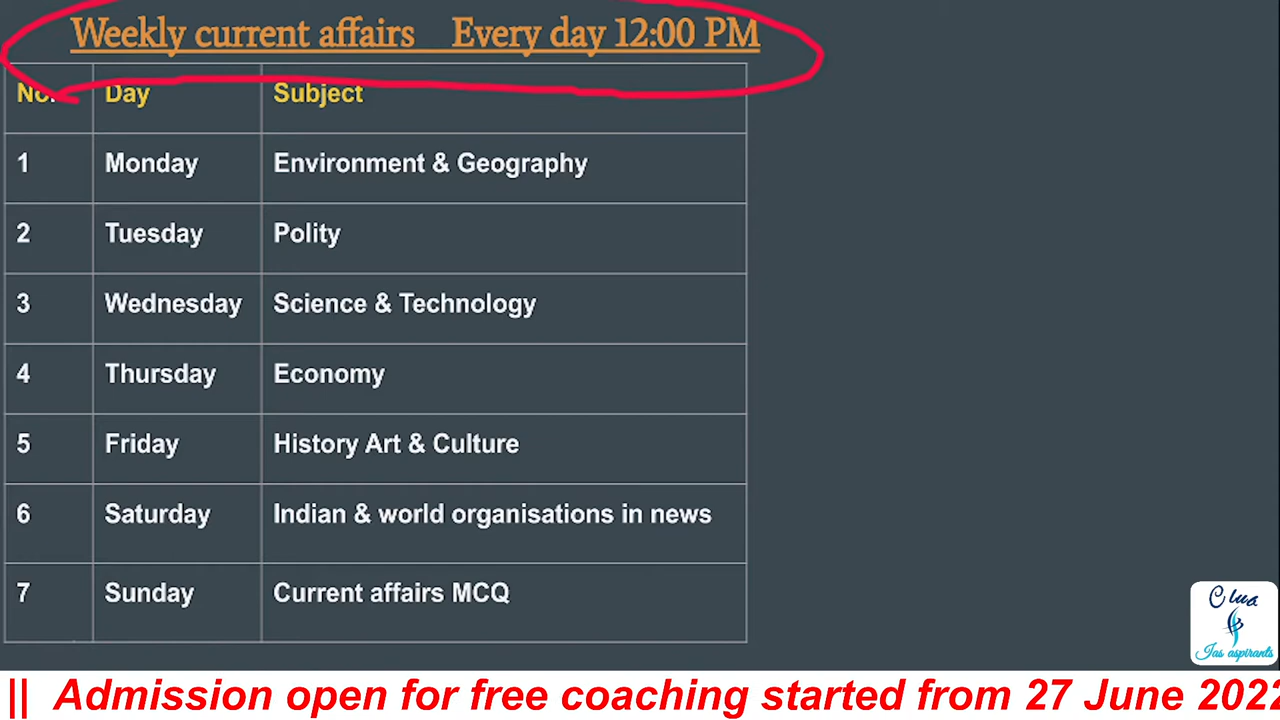 Weekly current affairs Every day 12:00 PM
No. Day Subject
1 Monday Environment & Geography
2 Tuesday Polity
3 Wednesday Science & Technology
4 Thursday Economy
5 Friday History Art & Culture
6 Saturday Indian & world organisations in news
7 Sunday Current affairs MCQ
Clua
Ias aspirants
|| Admission open for free coaching started from 27 June 2022